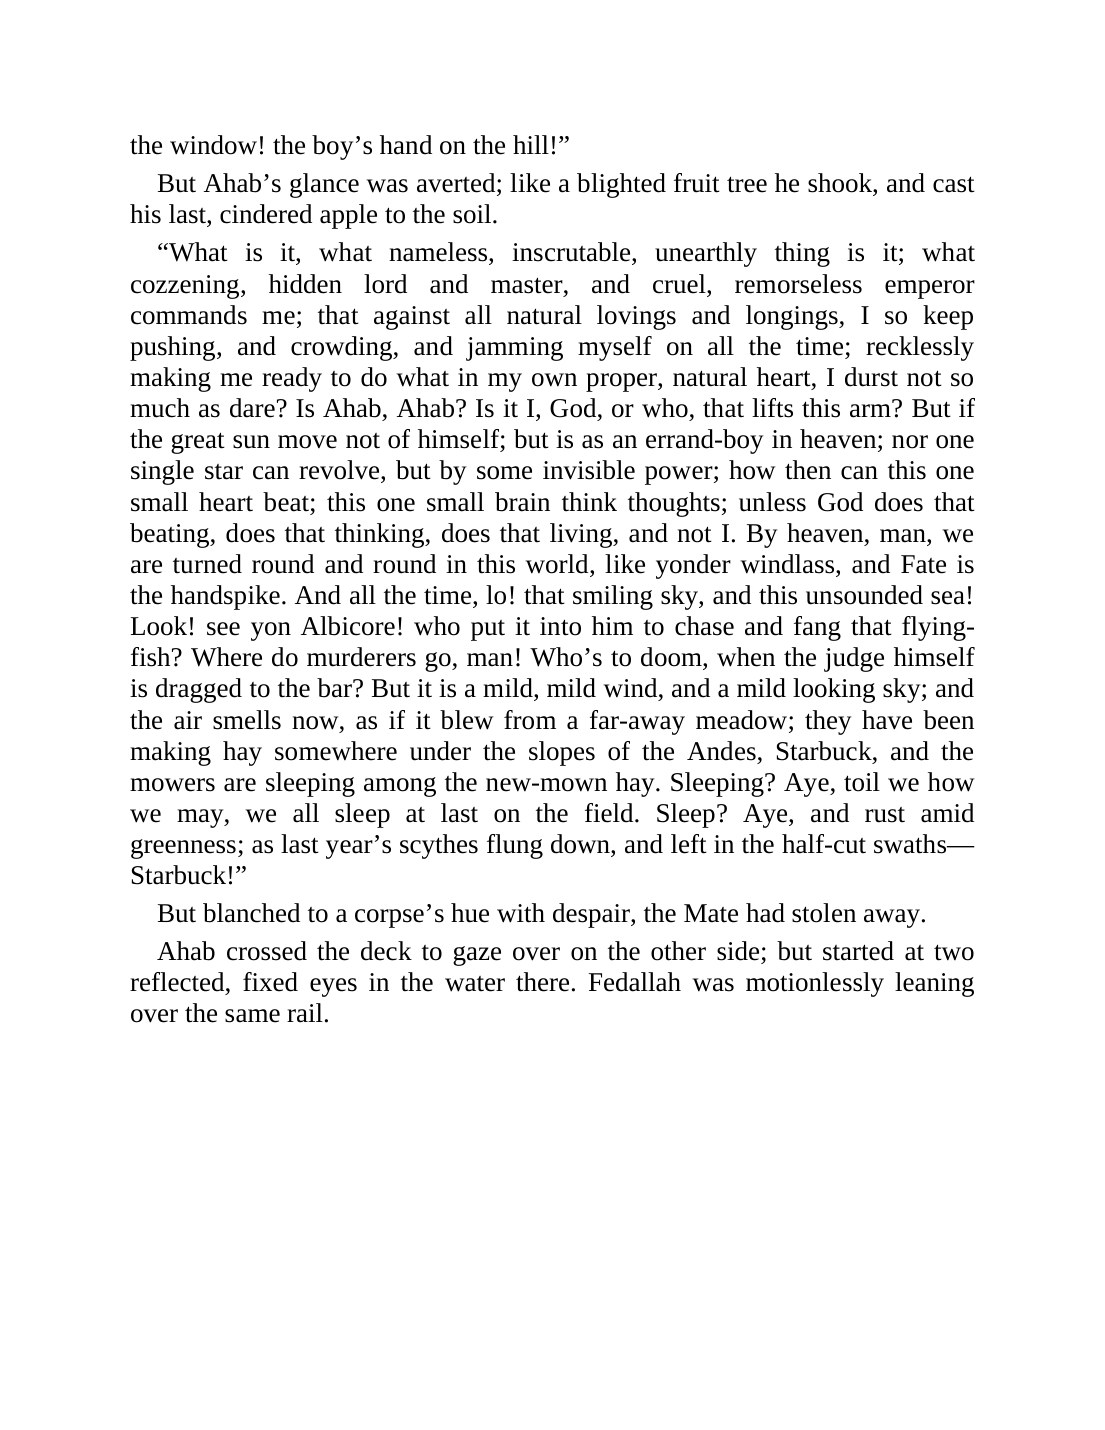 the window! the boy’s hand on the hill!”
But Ahab’s glance was averted; like a blighted fruit tree he shook, and cast
his last, cindered apple to the soil.
“What is it, what nameless, inscrutable, unearthly thing is it; what
cozzening, hidden lord and master, and cruel, remorseless emperor
commands me; that against all natural lovings and longings, I so keep
pushing, and crowding, and jamming myself on all the time; recklessly
making me ready to do what in my own proper, natural heart, I durst not so
much as dare? Is Ahab, Ahab? Is it I, God, or who, that lifts this arm? But if
the great sun move not of himself; but is as an errand-boy in heaven; nor one
single star can revolve, but by some invisible power; how then can this one
small heart beat; this one small brain think thoughts; unless God does that
beating, does that thinking, does that living, and not I. By heaven, man, we
are turned round and round in this world, like yonder windlass, and Fate is
the handspike. And all the time, lo! that smiling sky, and this unsounded sea!
Look! see yon Albicore! who put it into him to chase and fang that flying-
fish? Where do murderers go, man! Who’s to doom, when the judge himself
is dragged to the bar? But it is a mild, mild wind, and a mild looking sky; and
the air smells now, as if it blew from a far-away meadow; they have been
making hay somewhere under the slopes of the Andes, Starbuck, and the
mowers are sleeping among the new-mown hay. Sleeping? Aye, toil we how
we may, we all sleep at last on the field. Sleep? Aye, and rust amid
greenness; as last year’s scythes flung down, and left in the half-cut swaths—
Starbuck!”
But blanched to a corpse’s hue with despair, the Mate had stolen away.
Ahab crossed the deck to gaze over on the other side; but started at two
reflected, fixed eyes in the water there. Fedallah was motionlessly leaning
over the same rail.